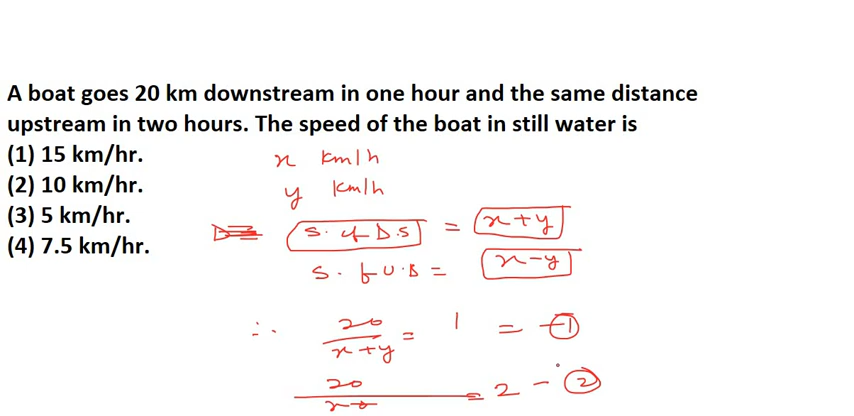 A boat goes 20 km downstream in one hour and the same distance
upstream in two hours. The speed of the boat in still water is
(1) 15 km/hr.
x km/h
(2) 10 km/hr.
y km/h
(3) 5 km/hr.
S. of D.S = x+y
(4) 7.5 km/hr.
S. of U.S = x-y
∴ 20/x+y = 1 = -①
20/ = 2 - ②